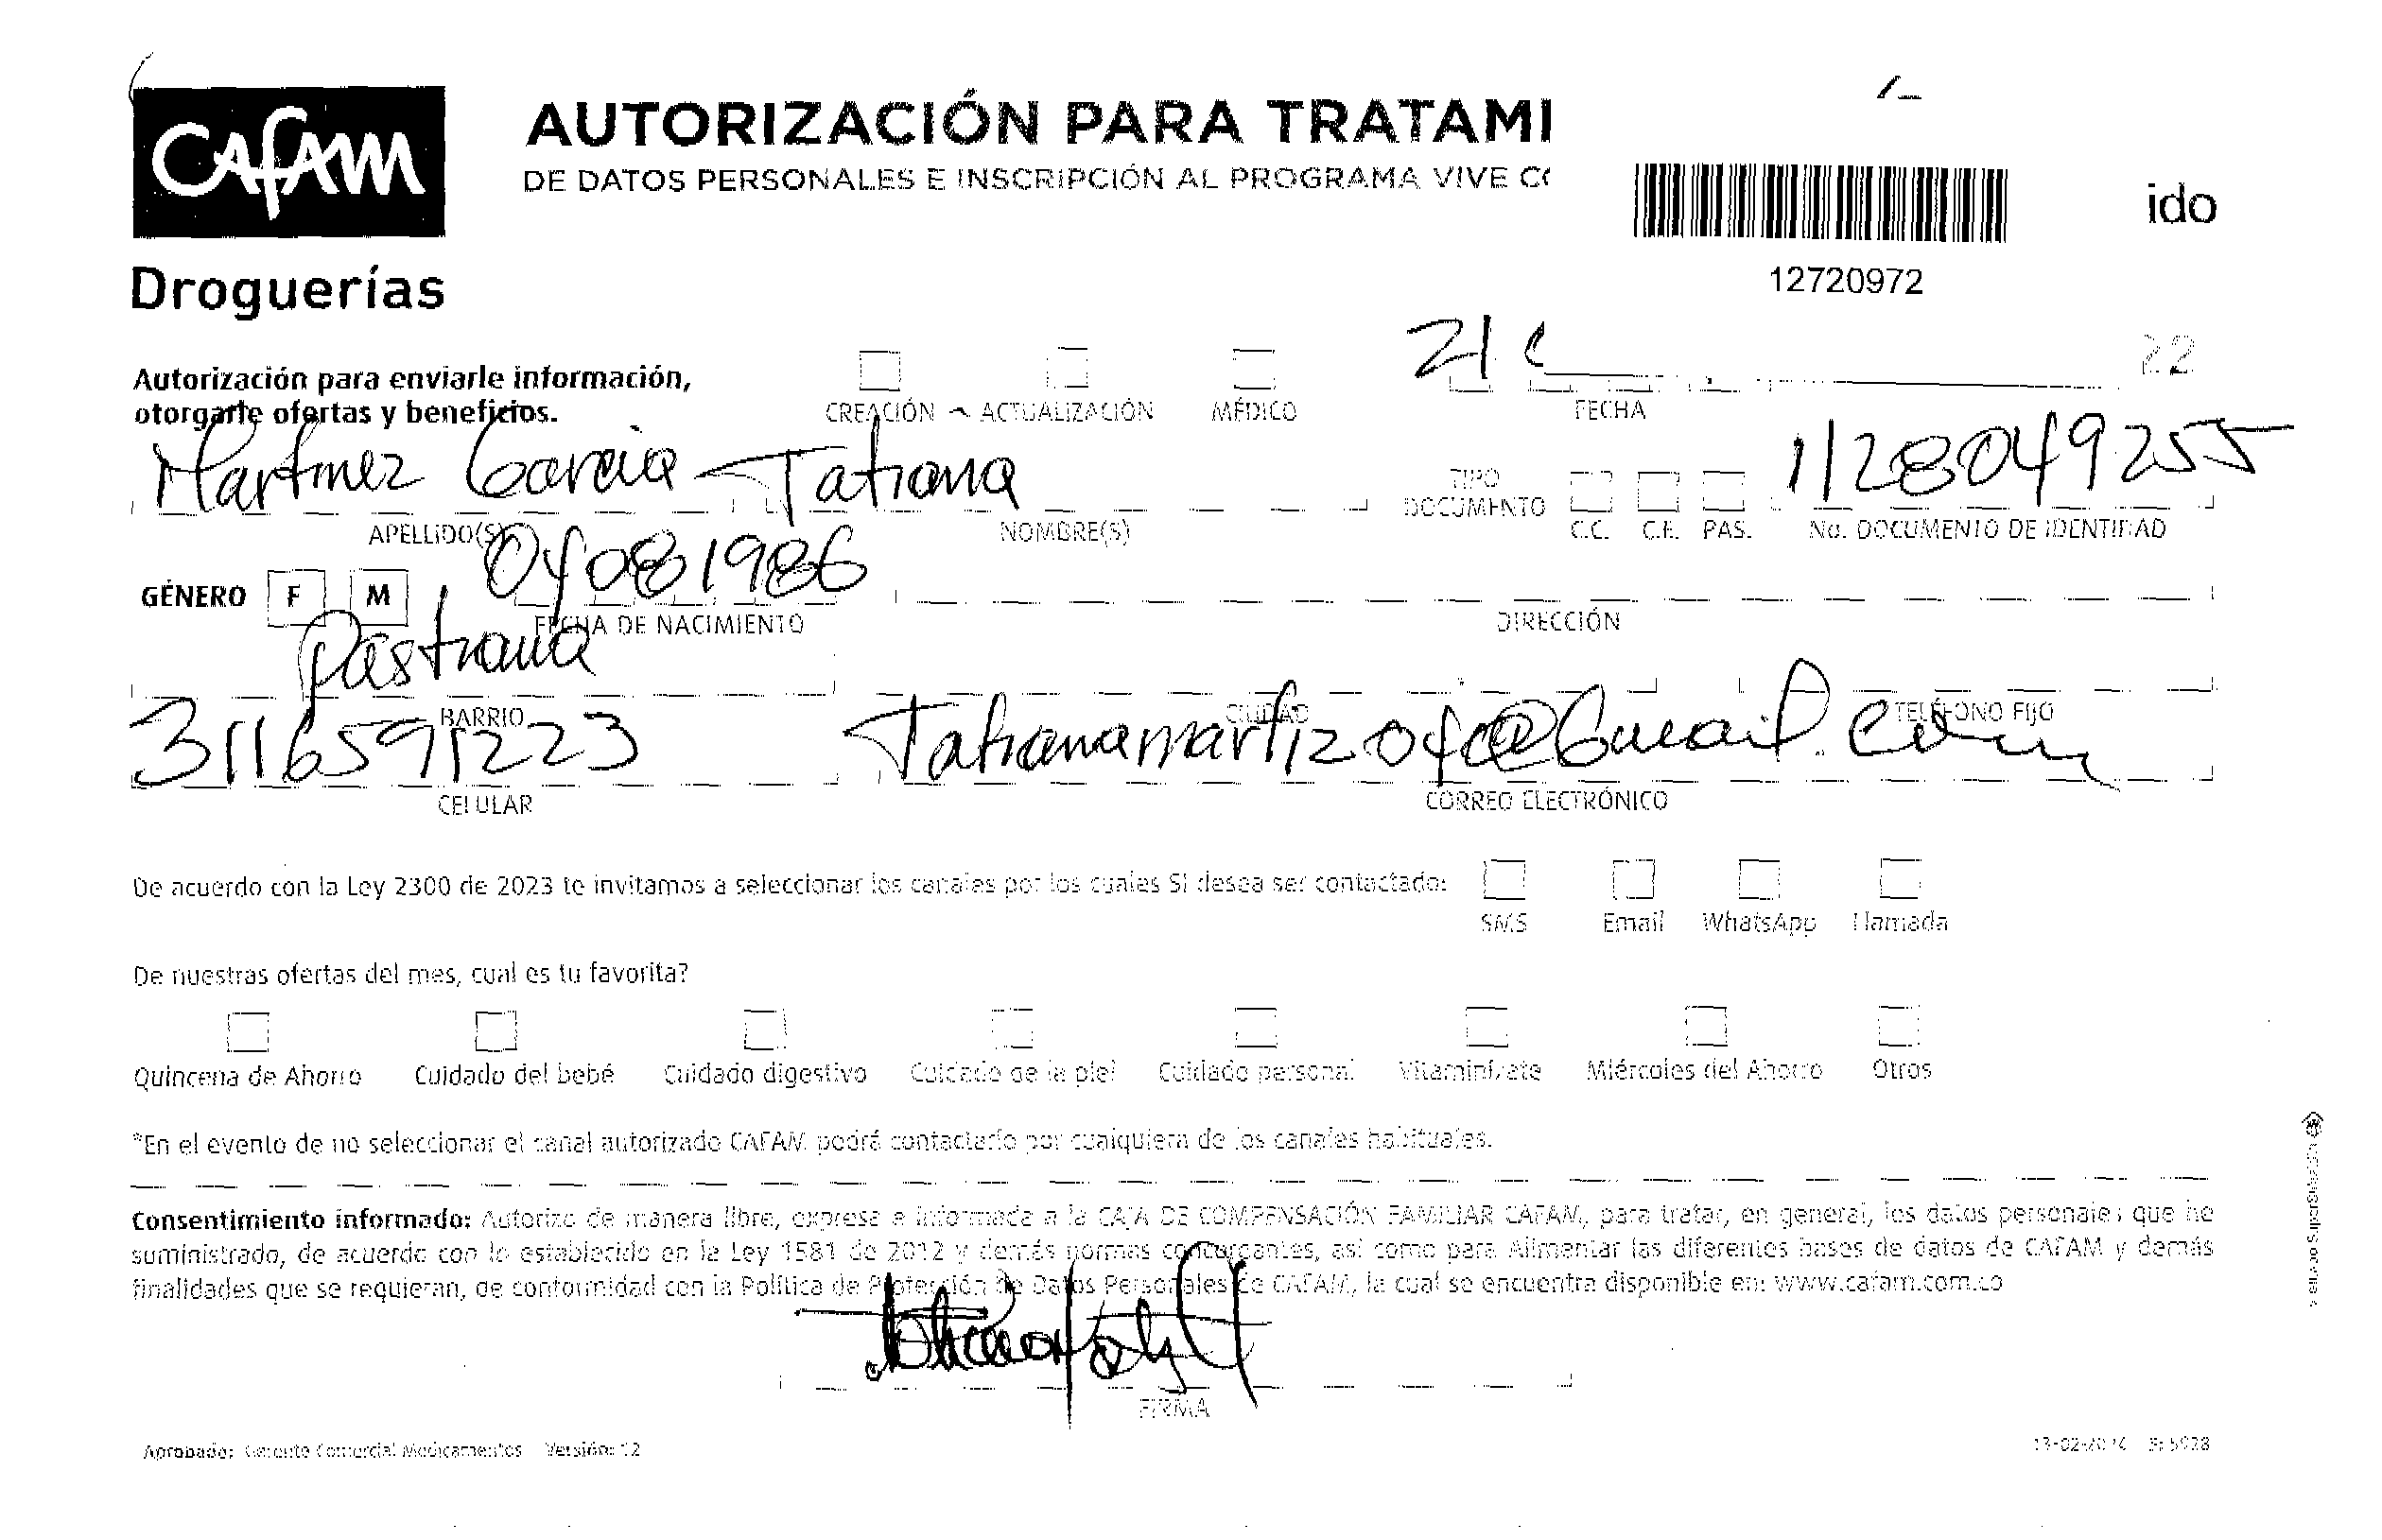 CAFAM
Droguerías
AUTORIZACIÓN PARA TRATAMI
DE DATOS PERSONALES E INSCRIPCIÓN AL PROGRAMA VIVE
ido
12720972
Autorización para enviarle información,
otorgarle ofertas y beneficios.
CREACIÓN ACTUALIZACIÓN MÉDICO
21 22
FECHA
Martinez Garcia Tatiana
APELLIDO(S) NOMBRE(S)
TIPO
DOCUMENTO
C.C. C.E. PAS.
1128049255
No. DOCUMENTO DE IDENTIDAD
GÉNERO F M
04081986
FECHA DE NACIMIENTO
DIRECCIÓN
Pastrana
BARRIO CIUDAD TELÉFONO FIJO
3116591223
CELULAR
CORREO ELECTRÓNICO
De acuerdo con la Ley 2300 de 2023 te invitamos a seleccionar los canales por los cuales SI desea ser contactado:
SMS Email WhatsApp Llamada
De nuestras ofertas del mes, cual es tu favorita?
Quincena de Ahorro Cuidado del bebé Cuidado digestivo Cuidado de la piel Cuidado personal Vitaminízate Miércoles del Ahorro Otros
*En el evento de no seleccionar el canal autorizado CAFAM podrá contactarlo por cualquiera de los canales habituales.
Consentimiento informado: Autorizo de manera libre, expresa e informada a la CAJA DE COMPENSACIÓN FAMILIAR CAFAM, para tratar, en general, los datos personales que he
suministrado, de acuerdo con lo establecido en la Ley 1581 de 2012 y demás normas concordantes, así como para Alimentar las diferentes bases de datos de CAFAM y demás
finalidades que se requieran, de conformidad con la Política de Protección de Datos Personales de CAFAM, la cual se encuentra disponible en: www.cafam.com.co
FIRMA
Aprobado: Gerente Comercial Medicamentos Versión: 12